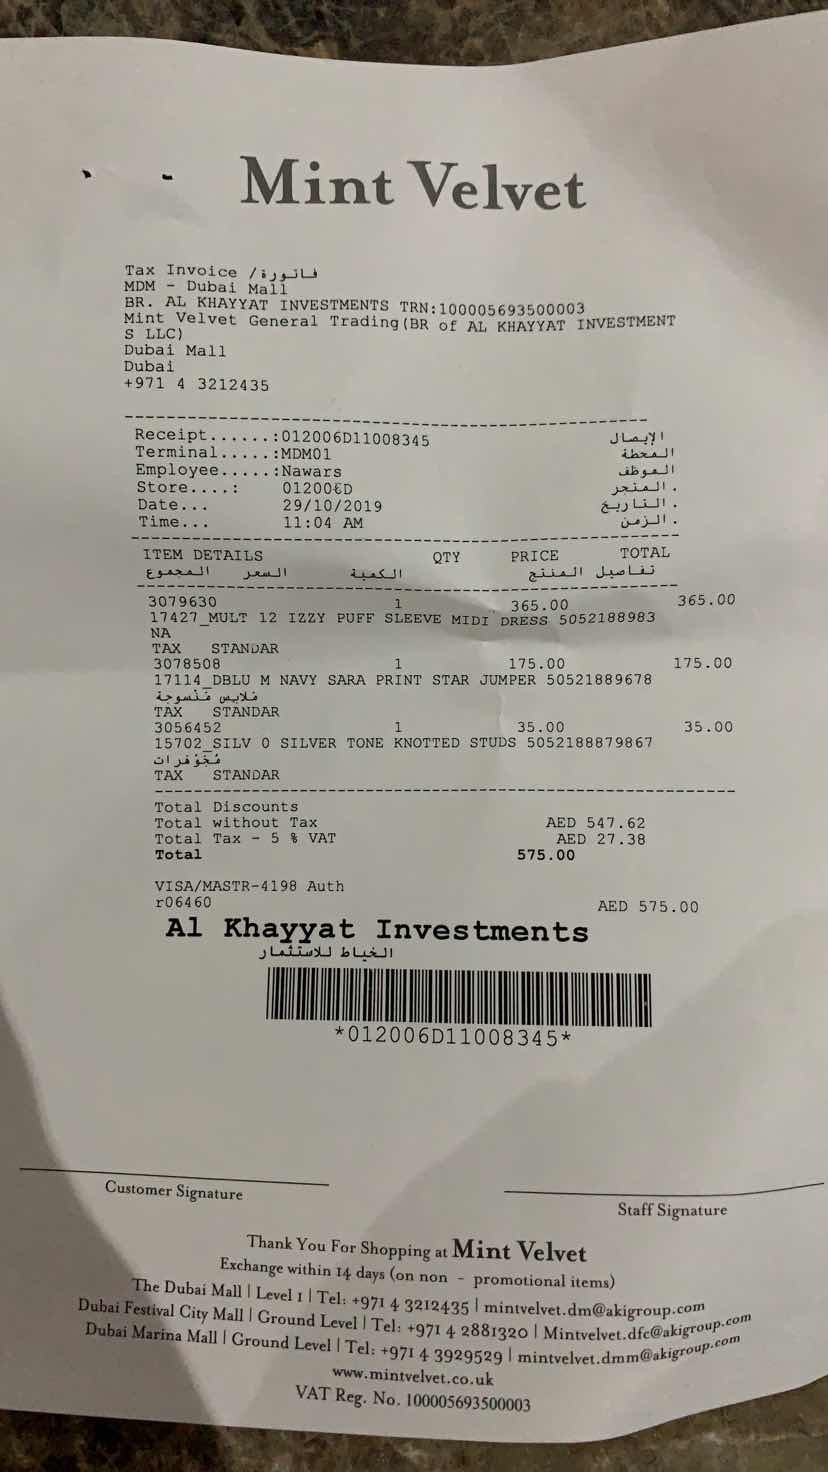 Mint Velvet
Tax Invoice / فاتورة
MDM - Dubai Mall
BR. AL KHAYYAT INVESTMENTS TRN:100005693500003
Mint Velvet General Trading(BR of AL KHAYYAT INVESTMENT
S LLC)
Dubai Mall
Dubai
+971 4 3212435
Receipt......:012006D11008345 الإيصال
Terminal.....:MDM01 المحطة
Employee.....:Nawars الموظف
Store....: 01200€D المتجر .
Date... 29/10/2019 التاريخ .
Time... 11:04 AM الزمن .
ITEM DETAILS QTY PRICE TOTAL
تفاصيل المنتج الكمية السعر المجموع
3079630 1 365.00 365.00
17427_MULT 12 IZZY PUFF SLEEVE MIDI DRESS 5052188983
NA
TAX STANDAR
3078508 1 175.00 175.00
17114_DBLU M NAVY SARA PRINT STAR JUMPER 50521889678
مَلابس مَنْسوجة
TAX STANDAR
3056452 1 35.00 35.00
15702_SILV 0 SILVER TONE KNOTTED STUDS 5052188879867
TAX STANDAR
Total Discounts
Total without Tax AED 547.62
Total Tax - 5 % VAT AED 27.38
Total 575.00
VISA/MASTR-4198 Auth
r06460 AED 575.00
Al Khayyat Investments
الخياط للاستثمار
*012006D11008345*
Customer Signature
Staff Signature
Thank You For Shopping at Mint Velvet
Exchange within 14 days (on non - promotional items)
The Dubai Mall | Level 1 | Tel: +971 4 3212435 | mintvelvet.dm@akigroup.com
Dubai Festival City Mall | Ground Level | Tel: +971 4 2881320 | Mintvelvet.dfc@akigroup.com
Dubai Marina Mall | Ground Level | Tel: +971 4 3929529 | mintvelvet.dmm@akigroup.com
www.mintvelvet.co.uk
VAT Reg. No. 100005693500003